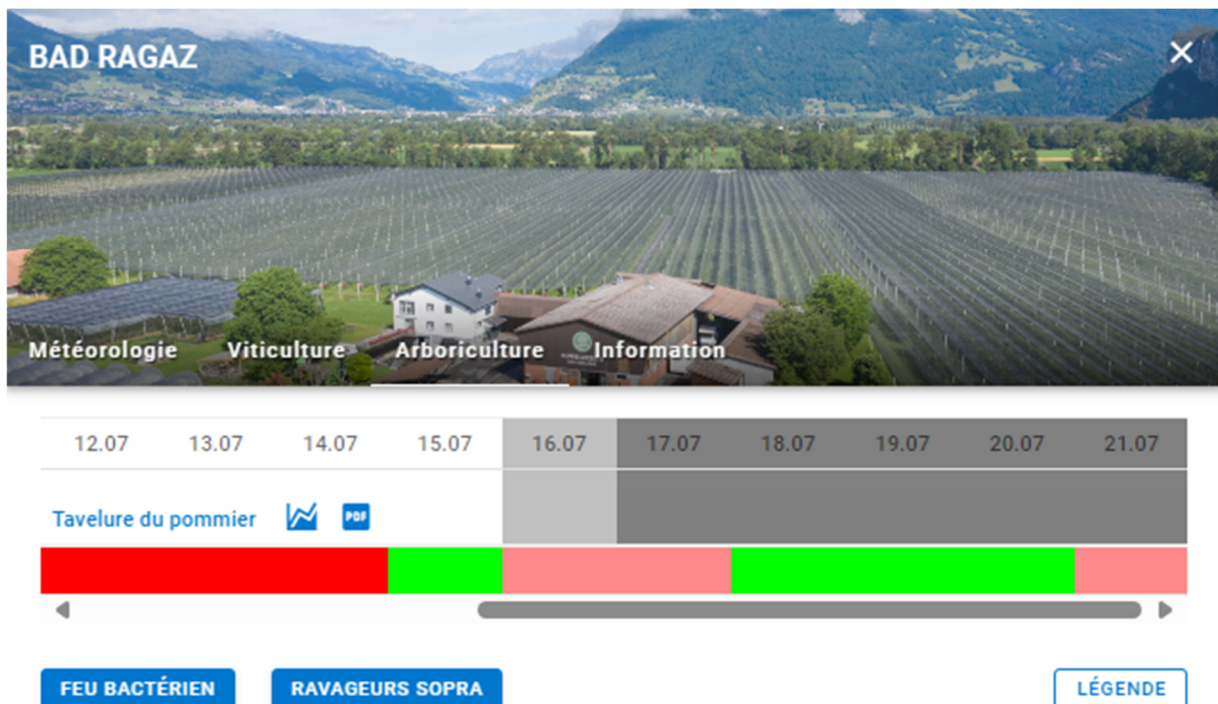 BAD RAGAZ
Météorologie Viticulture Arboriculture Information
12.07 13.07 14.07 15.07 16.07 17.07 18.07 19.07 20.07 21.07
Tavelure du pommier PDF
FEU BACTÉRIEN RAVAGEURS SOPRA LÉGENDE